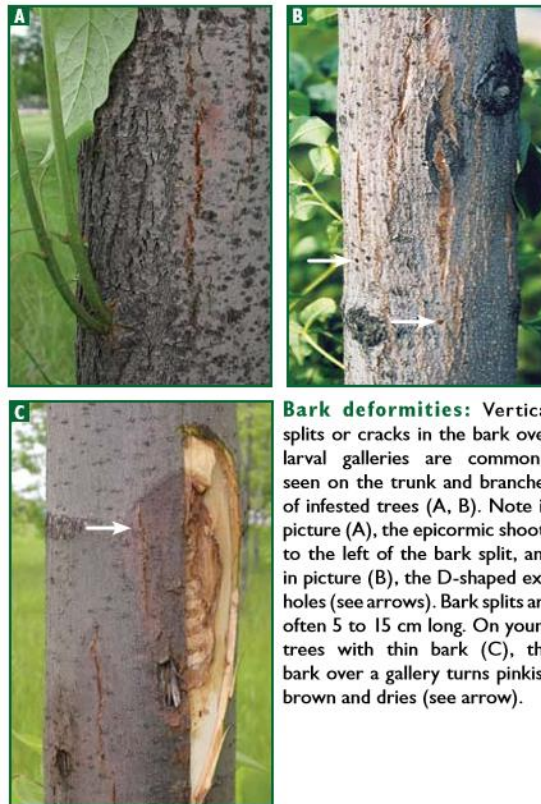 A
B
C
Bark deformities: Vertica
splits or cracks in the bark ove
larval galleries are common
seen on the trunk and branche
of infested trees (A, B). Note i
picture (A), the epicormic shoot
to the left of the bark split, an
in picture (B), the D-shaped ex
holes (see arrows). Bark splits ar
often 5 to 15 cm long. On youn
trees with thin bark (C), th
bark over a gallery turns pinkis
brown and dries (see arrow).